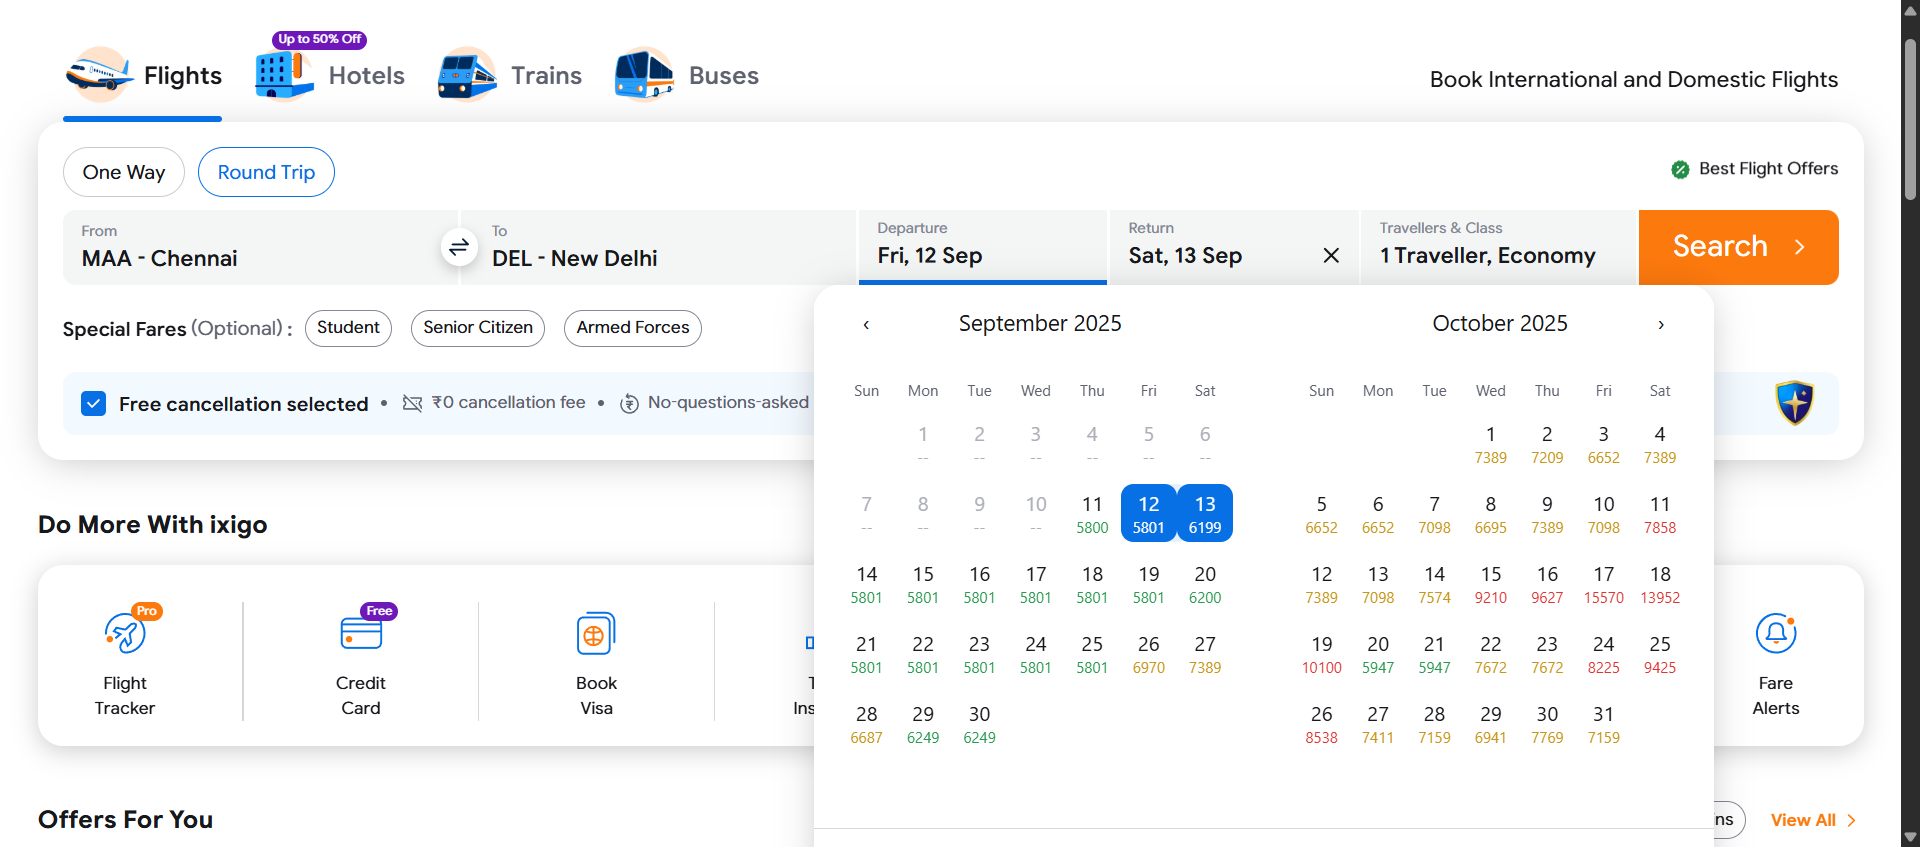 Up to 50% Off
Flights
Hotels
Trains
Buses
Book International and Domestic Flights
One Way
Round Trip
Best Flight Offers
From
MAA - Chennai
To
DEL - New Delhi
Departure
Fri, 12 Sep
Return
Sat, 13 Sep
Travellers & Class
1 Traveller, Economy
Search
Special Fares (Optional) :
Student
Senior Citizen
Armed Forces
Free cancellation selected • ₹0 cancellation fee • No-questions-asked
September 2025
Sun Mon Tue Wed Thu Fri Sat
1 2 3 4 5 6
-- -- -- -- -- --
7 8 9 10 11 12 13
-- -- -- -- 5800 5801 6199
14 15 16 17 18 19 20
5801 5801 5801 5801 5801 5801 6200
21 22 23 24 25 26 27
5801 5801 5801 5801 5801 6970 7389
28 29 30
6687 6249 6249
October 2025
Sun Mon Tue Wed Thu Fri Sat
1 2 3 4
7389 7209 6652 7389
5 6 7 8 9 10 11
6652 6652 7098 6695 7389 7098 7858
12 13 14 15 16 17 18
7389 7098 7574 9210 9627 15570 13952
19 20 21 22 23 24 25
10100 5947 5947 7672 7672 8225 9425
26 27 28 29 30 31
8538 7411 7159 6941 7769 7159
Do More With ixigo
Pro
Flight
Tracker
Free
Credit
Card
Book
Visa
Fare
Alerts
Offers For You
View All